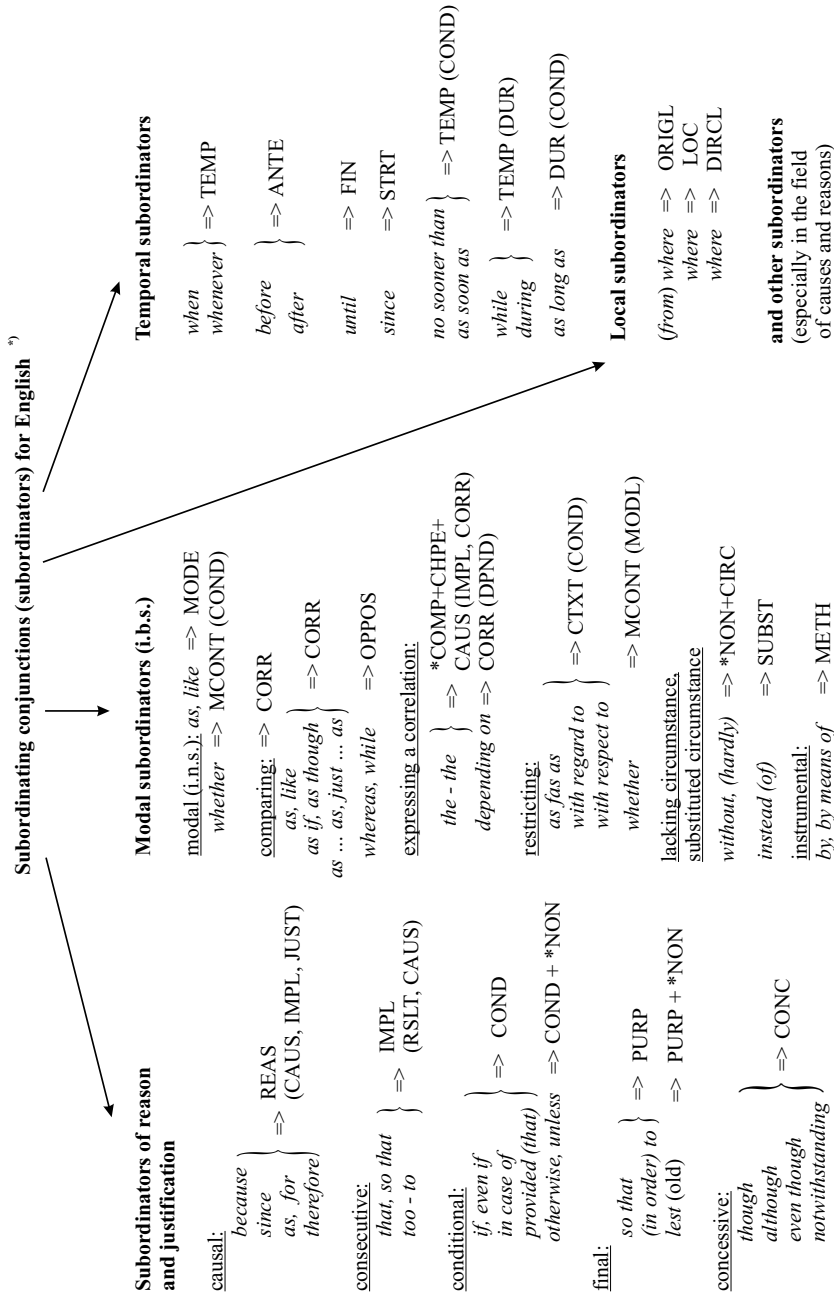 Subordinating conjunctions (subordinators) for English *)
Subordinators of reason
and justification
causal:
because
since
as, for
therefore
=> REAS
(CAUS, IMPL, JUST)
consecutive:
that, so that
too - to
=> IMPL
(RSLT, CAUS)
conditional:
if, even if
in case of
provided (that)
=> COND
otherwise, unless => COND + *NON
final:
so that
(in order) to
=> PURP
lest (old) => PURP + *NON
concessive:
though
although
even though
notwithstanding
=> CONC
Modal subordinators (i.b.s.)
modal (i.n.s.): as, like => MODE
whether => MCONT (COND)
comparing: => CORR
as, like
as if, as though
as ... as, just ... as
=> CORR
whereas, while => OPPOS
expressing a correlation:
the - the => *COMP+CHPE+
CAUS (IMPL, CORR)
depending on => CORR (DPND)
restricting:
as fas as
with regard to
with respect to
=> CTXT (COND)
whether => MCONT (MODL)
lacking circumstance,
substituted circumstance
without, (hardly) => *NON+CIRC
instead (of) => SUBST
instrumental:
by, by means of => METH
Temporal subordinators
when
whenever
=> TEMP
before
after
=> ANTE
until => FIN
since => STRT
no sooner than
as soon as
=> TEMP (COND)
while
during
=> TEMP (DUR)
as long as => DUR (COND)
Local subordinators
(from) where => ORIGL
where => LOC
where => DIRCL
and other subordinators
(especially in the field
of causes and reasons)